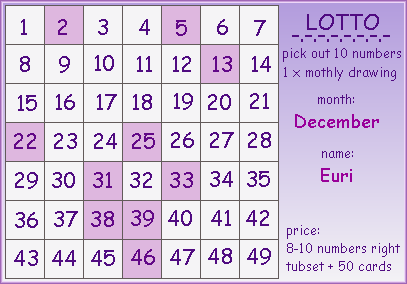 1 2 3 4 5 6 7
8 9 10 11 12 13 14
15 16 17 18 19 20 21
22 23 24 25 26 27 28
29 30 31 32 33 34 35
36 37 38 39 40 41 42
43 44 45 46 47 48 49
LOTTO
pick out 10 numbers
1 x mothly drawing
month:
December
name:
Euri
price:
8-10 numbers right
tubset + 50 cards